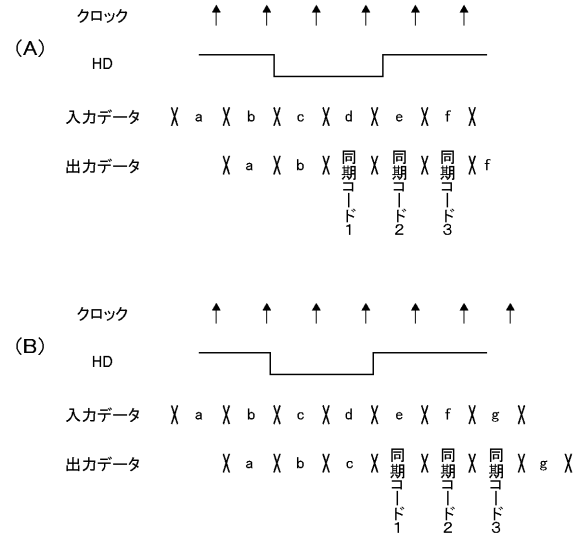 (A)
クロック
HD
入力データ a b c d e f
出力データ a b 同期コード1 同期コード2 同期コード3 f
(B)
クロック
HD
入力データ a b c d e f g
出力データ a b c 同期コード1 同期コード2 同期コード3 g